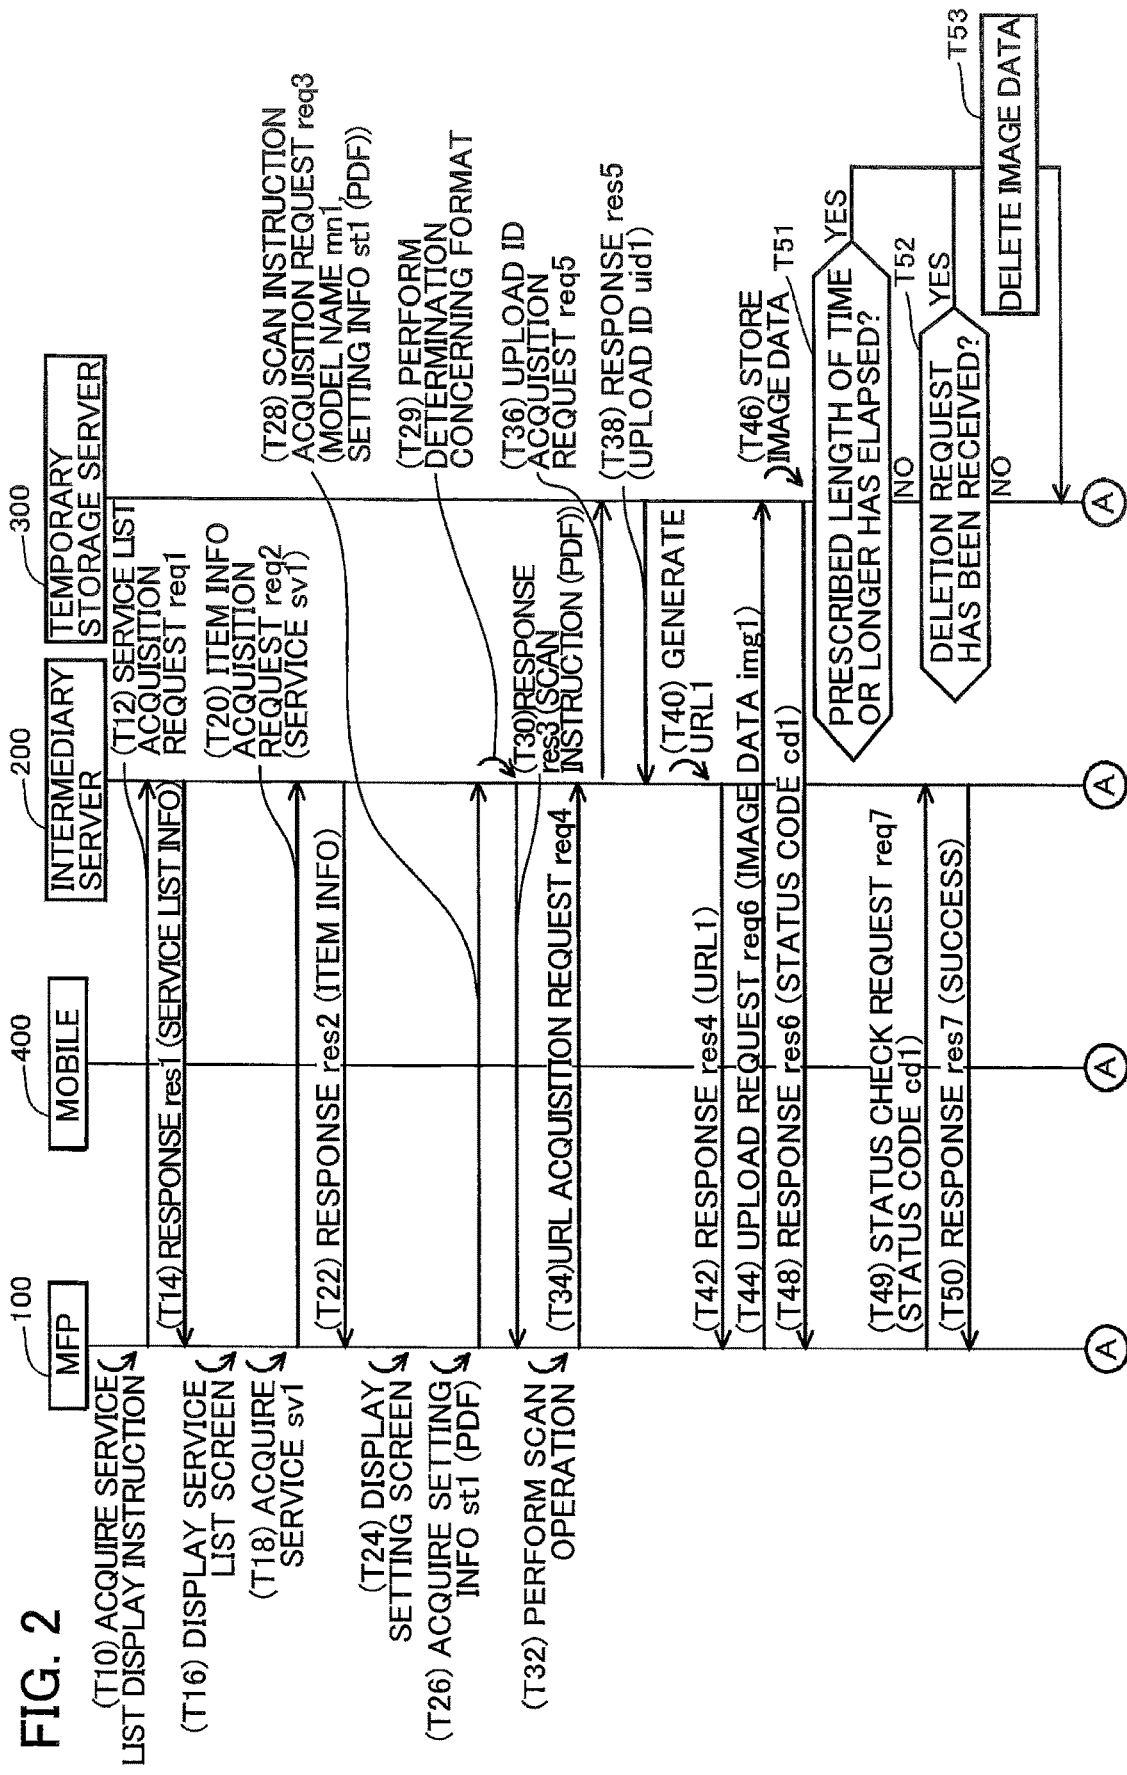 FIG. 2
100
MFP
400
MOBILE
200
INTERMEDIARY
SERVER
300
TEMPORARY
STORAGE SERVER
(T10) ACQUIRE SERVICE
LIST DISPLAY INSTRUCTION
(T12) SERVICE LIST
ACQUISITION
REQUEST req1
(T14) RESPONSE res1 (SERVICE LIST INFO)
(T16) DISPLAY SERVICE
LIST SCREEN
(T18) ACQUIRE
SERVICE sv1
(T20) ITEM INFO
ACQUISITION
REQUEST req2
(SERVICE sv1)
(T22) RESPONSE res2 (ITEM INFO)
(T24) DISPLAY
SETTING SCREEN
(T26) ACQUIRE SETTING
INFO st1 (PDF)
(T28) SCAN INSTRUCTION
ACQUISITION REQUEST req3
(MODEL NAME mn1,
SETTING INFO st1 (PDF))
(T29) PERFORM
DETERMINATION
CONCERNING FORMAT
(T30)RESPONSE
res3 (SCAN
INSTRUCTION (PDF))
(T32) PERFORM SCAN
OPERATION
(T34)URL ACQUISITION REQUEST req4
(T36) UPLOAD ID
ACQUISITION
REQUEST req5
(T38) RESPONSE res5
(UPLOAD ID uid1)
(T40) GENERATE
URL1
(T42) RESPONSE res4 (URL1)
(T44) UPLOAD REQUEST req6 (IMAGE DATA img1)
(T46) STORE
IMAGE DATA
(T48) RESPONSE res6 (STATUS CODE cd1)
(T49) STATUS CHECK REQUEST req7
(STATUS CODE cd1)
(T50) RESPONSE res7 (SUCCESS)
T51
PRESCRIBED LENGTH OF TIME
OR LONGER HAS ELAPSED?
YES
NO
T52
DELETION REQUEST
HAS BEEN RECEIVED?
YES
NO
T53
DELETE IMAGE DATA
A
A
A
A